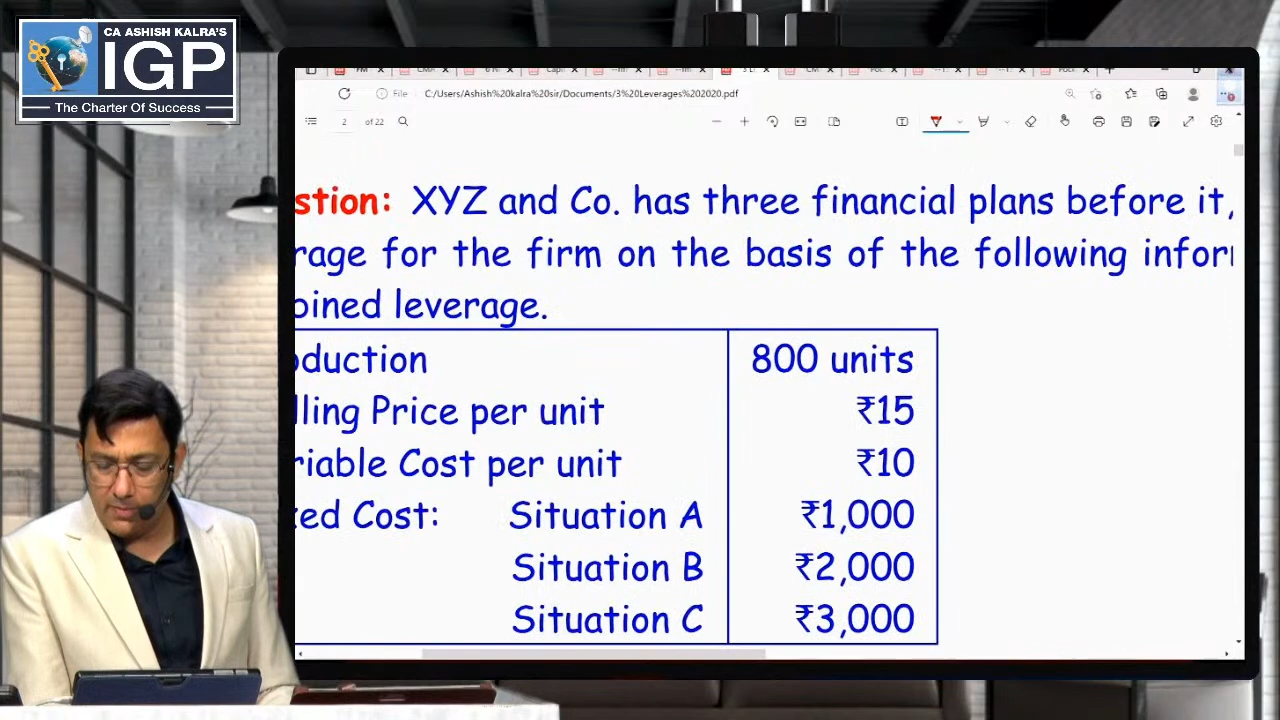 CA ASHISH KALRA'S
IGP
The Charter Of Success
File C:/Users/Ashish%20kalra%20sir/Documents/3%20Leverages%202020.pdf
2 of 22
stion: XYZ and Co. has three financial plans before it,
rage for the firm on the basis of the following infor
bined leverage.
oduction 800 units
lling Price per unit ₹15
riable Cost per unit ₹10
xed Cost: Situation A ₹1,000
Situation B ₹2,000
Situation C ₹3,000